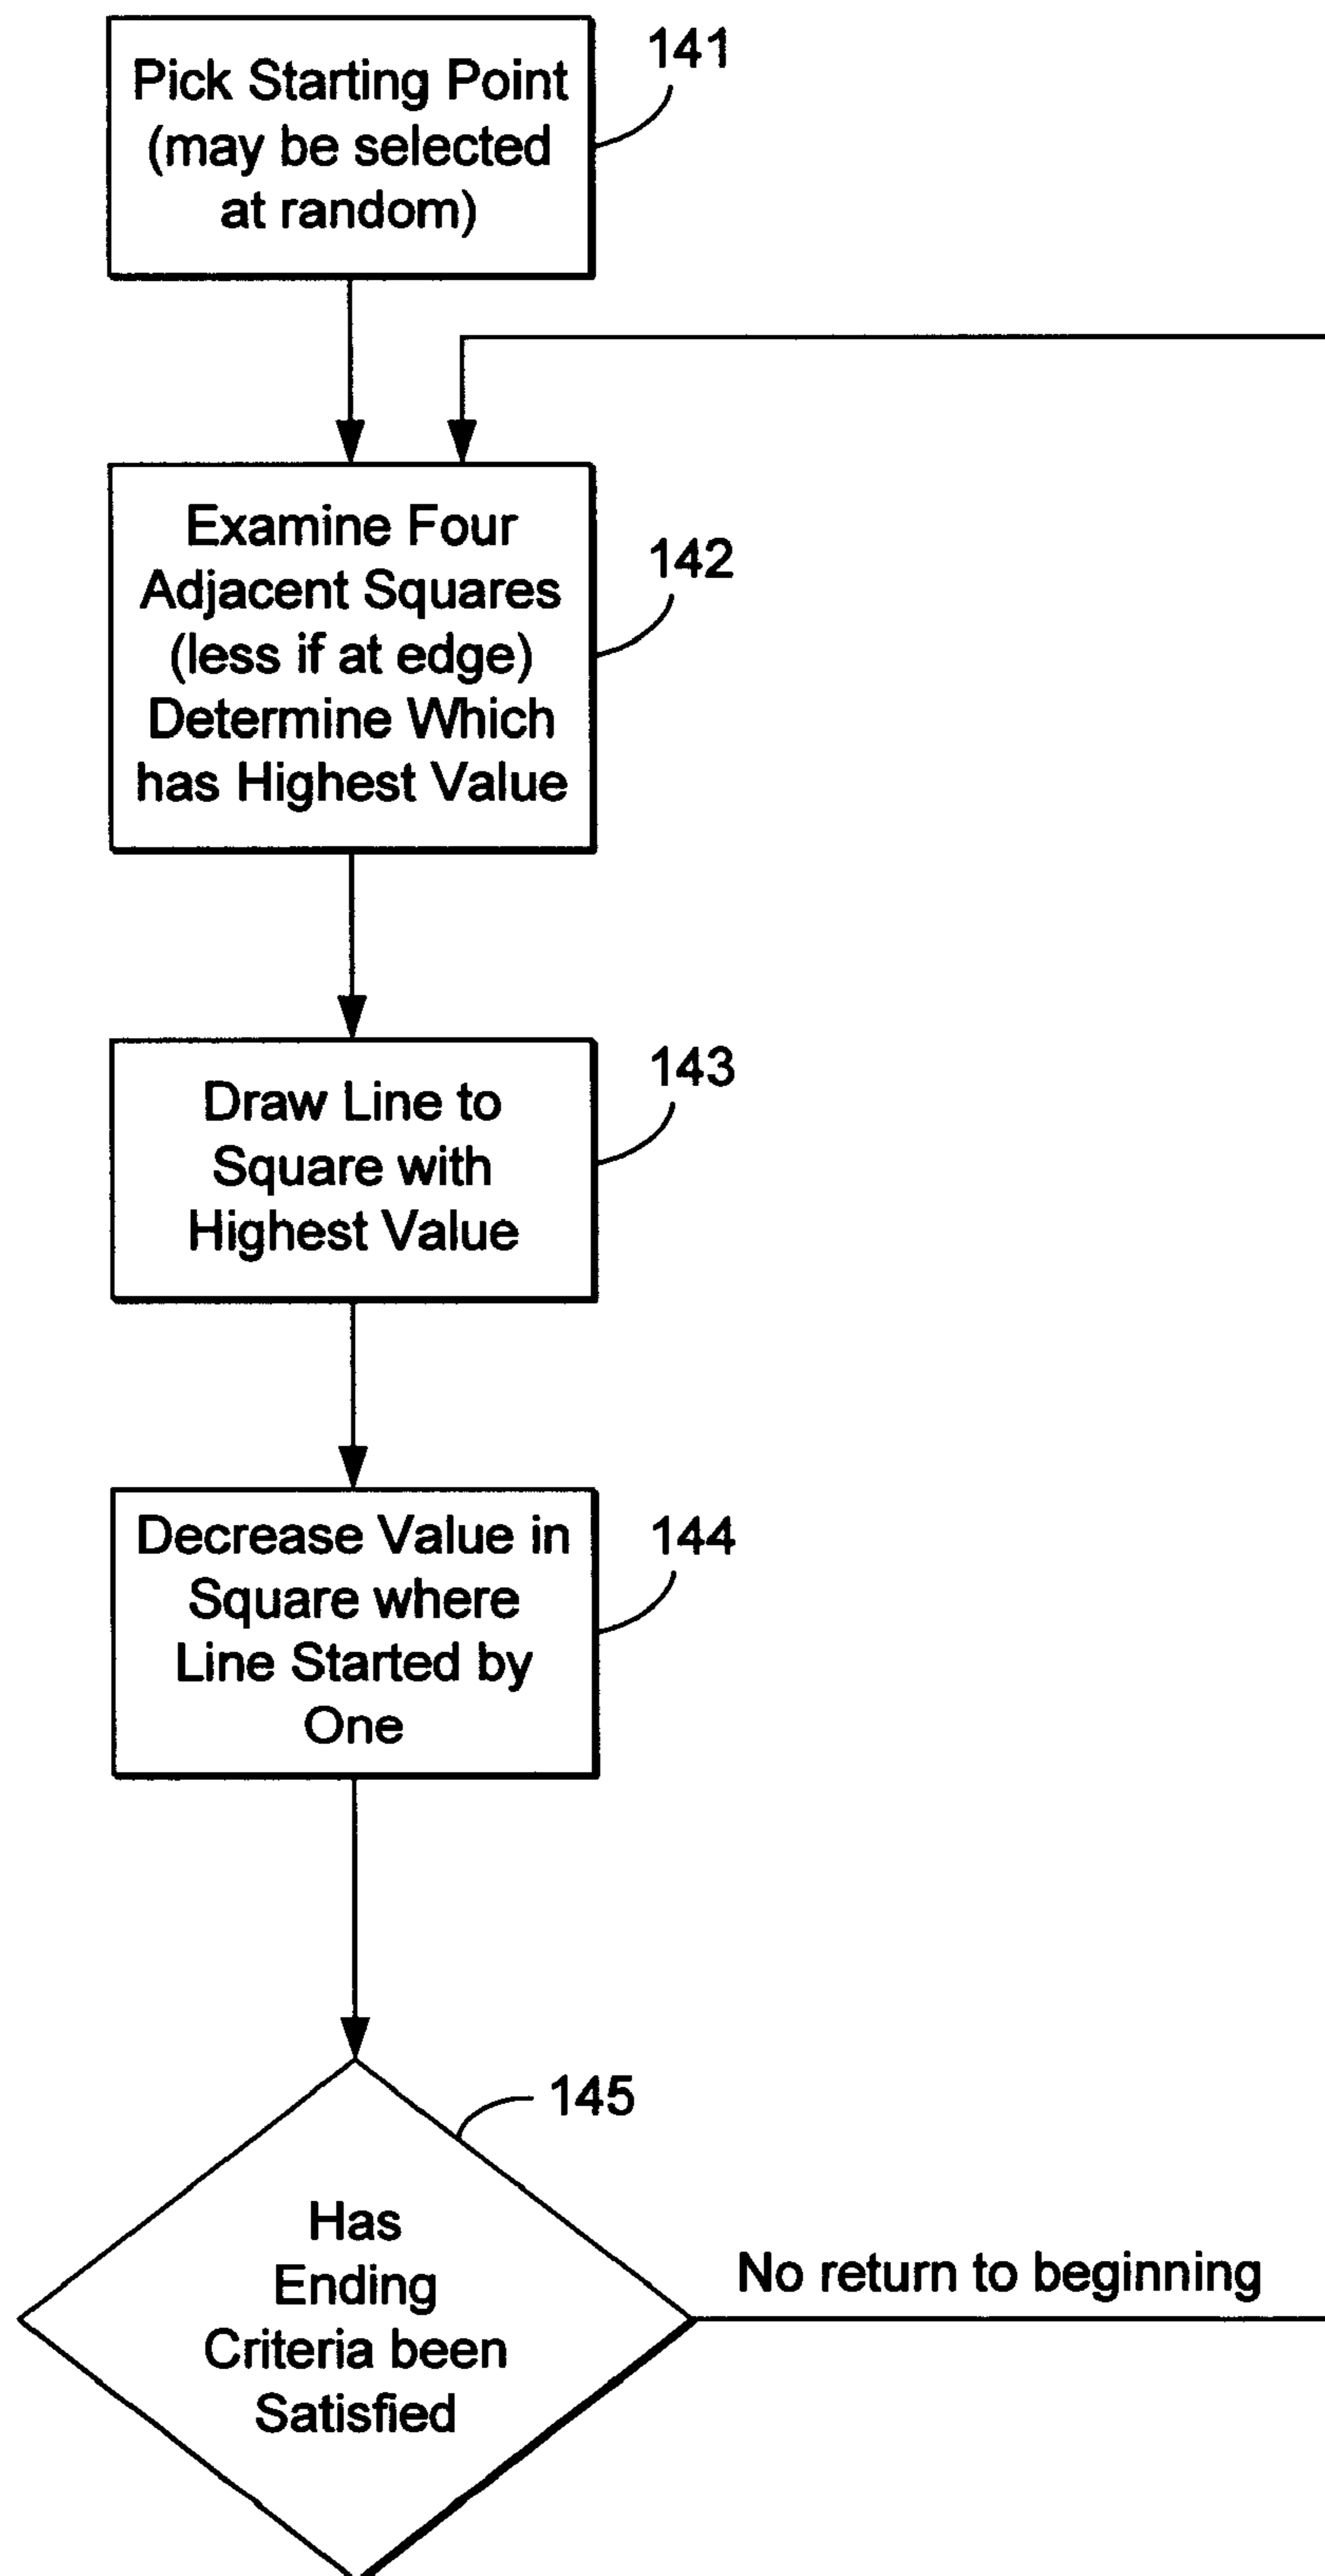 Pick Starting Point
(may be selected
at random)
141
Examine Four
Adjacent Squares
(less if at edge)
Determine Which
has Highest Value
142
Draw Line to
Square with
Highest Value
143
Decrease Value in
Square where
Line Started by
One
144
145
Has
Ending
Criteria been
Satisfied
No return to beginning